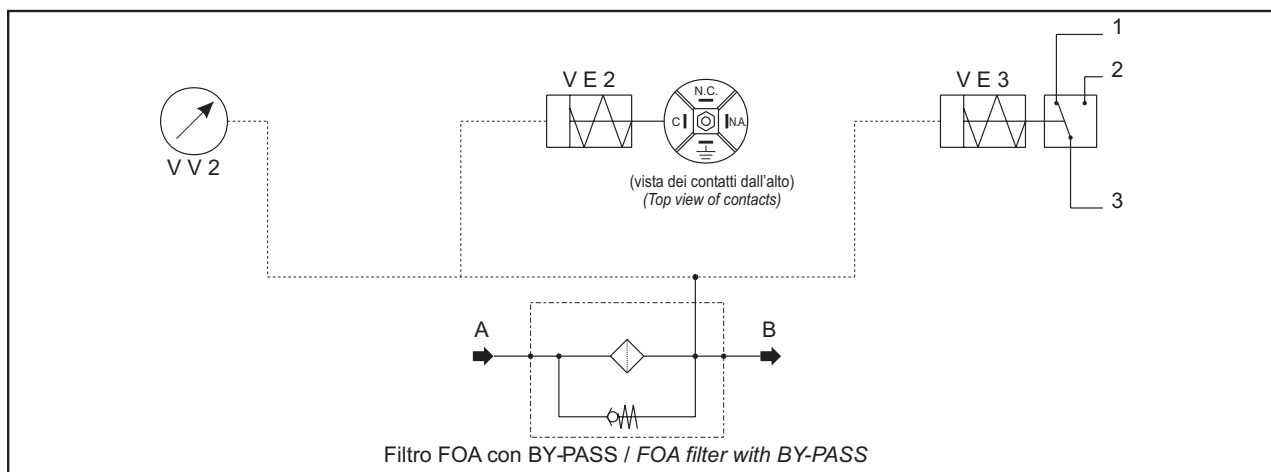 1
2
V E 2
V E 3
N.C.
C
N.A.
V V 2
(vista dei contatti dall'alto)
(Top view of contacts)
3
A
B
Filtro FOA con BY-PASS / FOA filter with BY-PASS